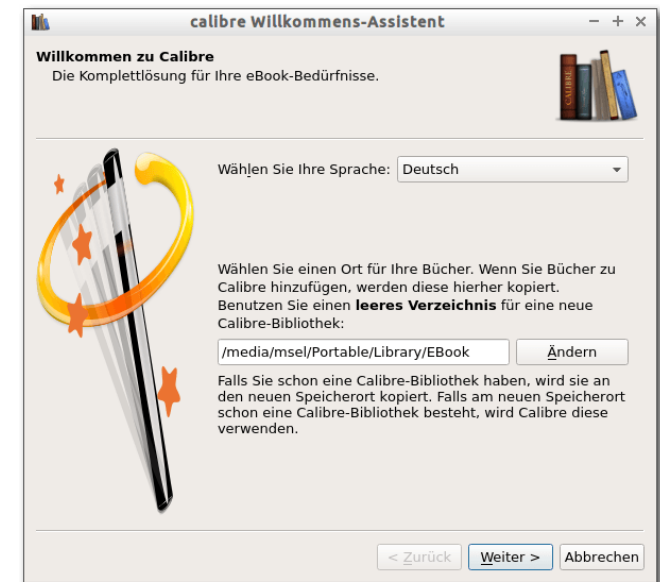 calibre Willkommens-Assistent
Willkommen zu Calibre
Die Komplettlösung für Ihre eBook-Bedürfnisse.
CALIBRE
Wählen Sie Ihre Sprache: Deutsch
Wählen Sie einen Ort für Ihre Bücher. Wenn Sie Bücher zu
Calibre hinzufügen, werden diese hierher kopiert.
Benutzen Sie einen leeres Verzeichnis für eine neue
Calibre-Bibliothek:
/media/msel/Portable/Library/EBook Ändern
Falls Sie schon eine Calibre-Bibliothek haben, wird sie an
den neuen Speicherort kopiert. Falls am neuen Speicherort
schon eine Calibre-Bibliothek besteht, wird Calibre diese
verwenden.
< Zurück Weiter > Abbrechen